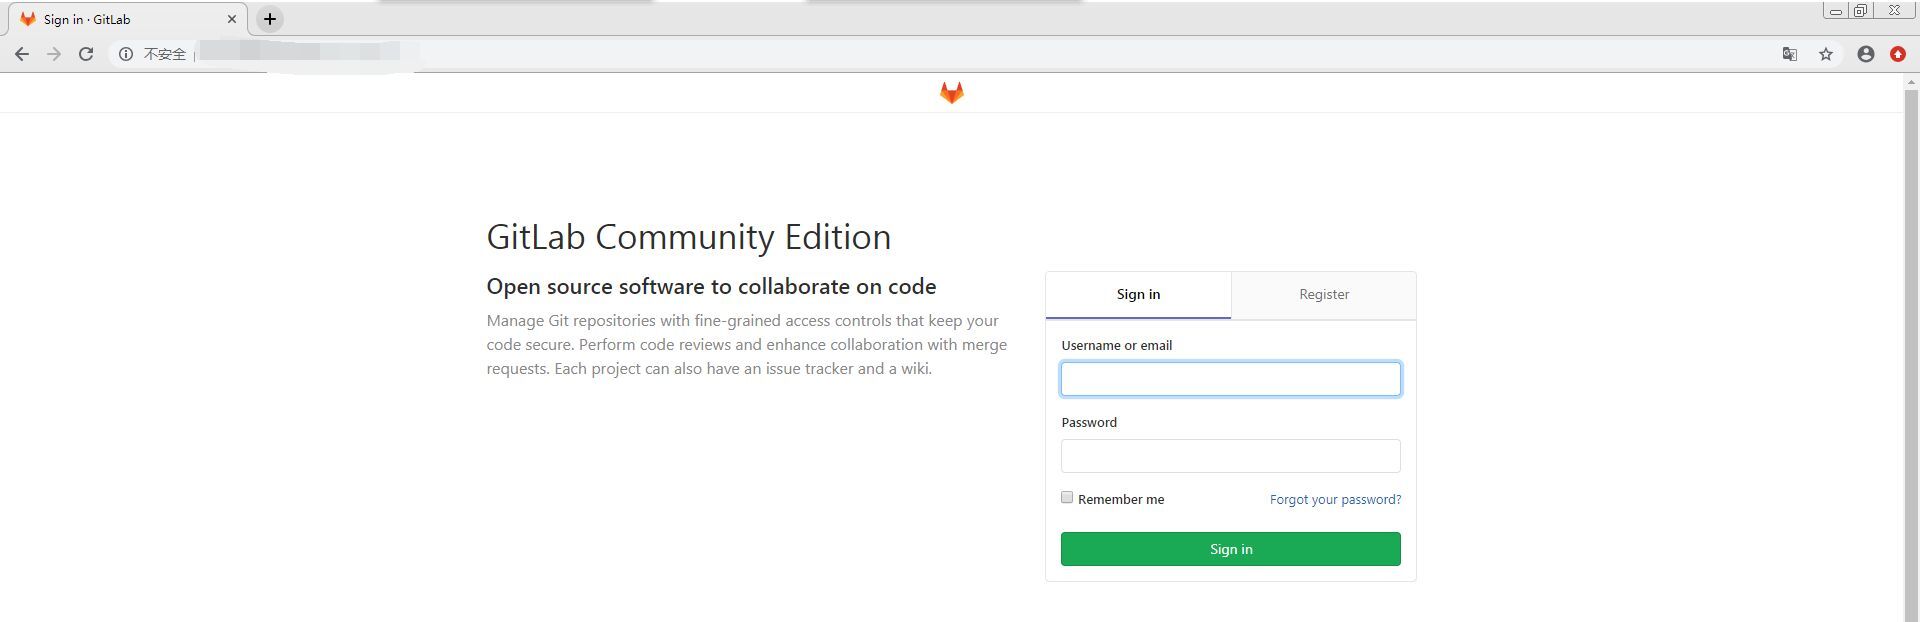 Sign in · GitLab
不安全
GitLab Community Edition
Open source software to collaborate on code
Manage Git repositories with fine-grained access controls that keep your
code secure. Perform code reviews and enhance collaboration with merge
requests. Each project can also have an issue tracker and a wiki.
Sign in
Register
Username or email
Password
Remember me
Forgot your password?
Sign in